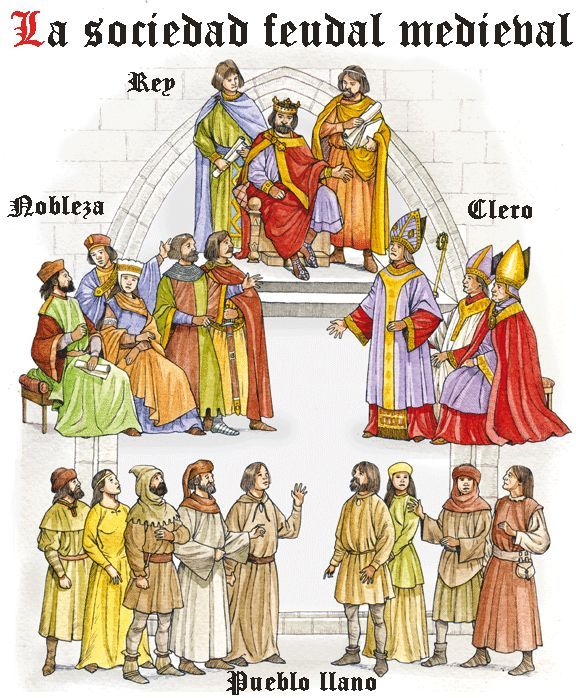 La sociedad feudal medieval
Rey
Nobleza
Clero
Pueblo llano